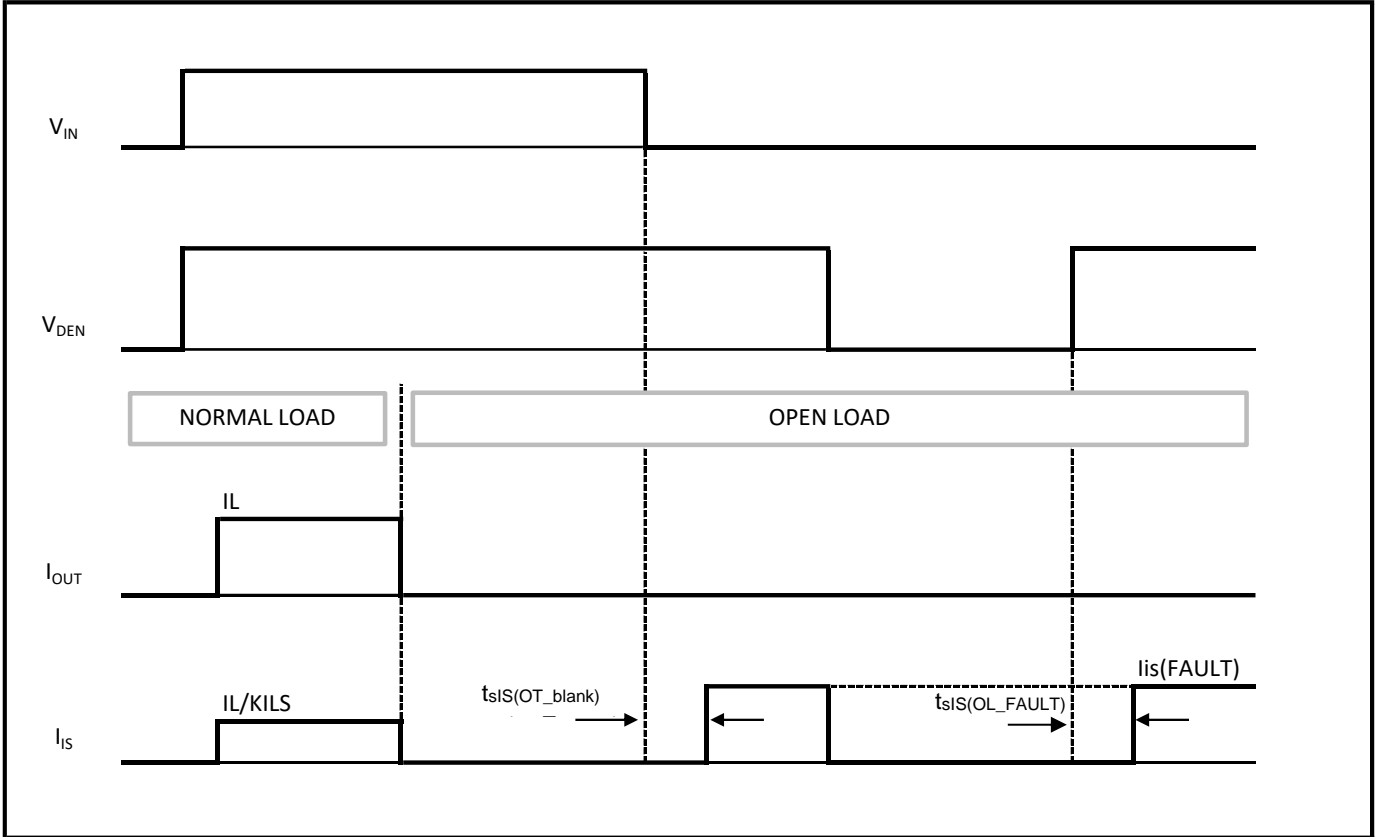 VIN
VDEN
NORMAL LOAD
OPEN LOAD
IL
IOUT
IL/KILS
tsIS(OT_blank)
tsIS(OL_FAULT)
Iis(FAULT)
IIS